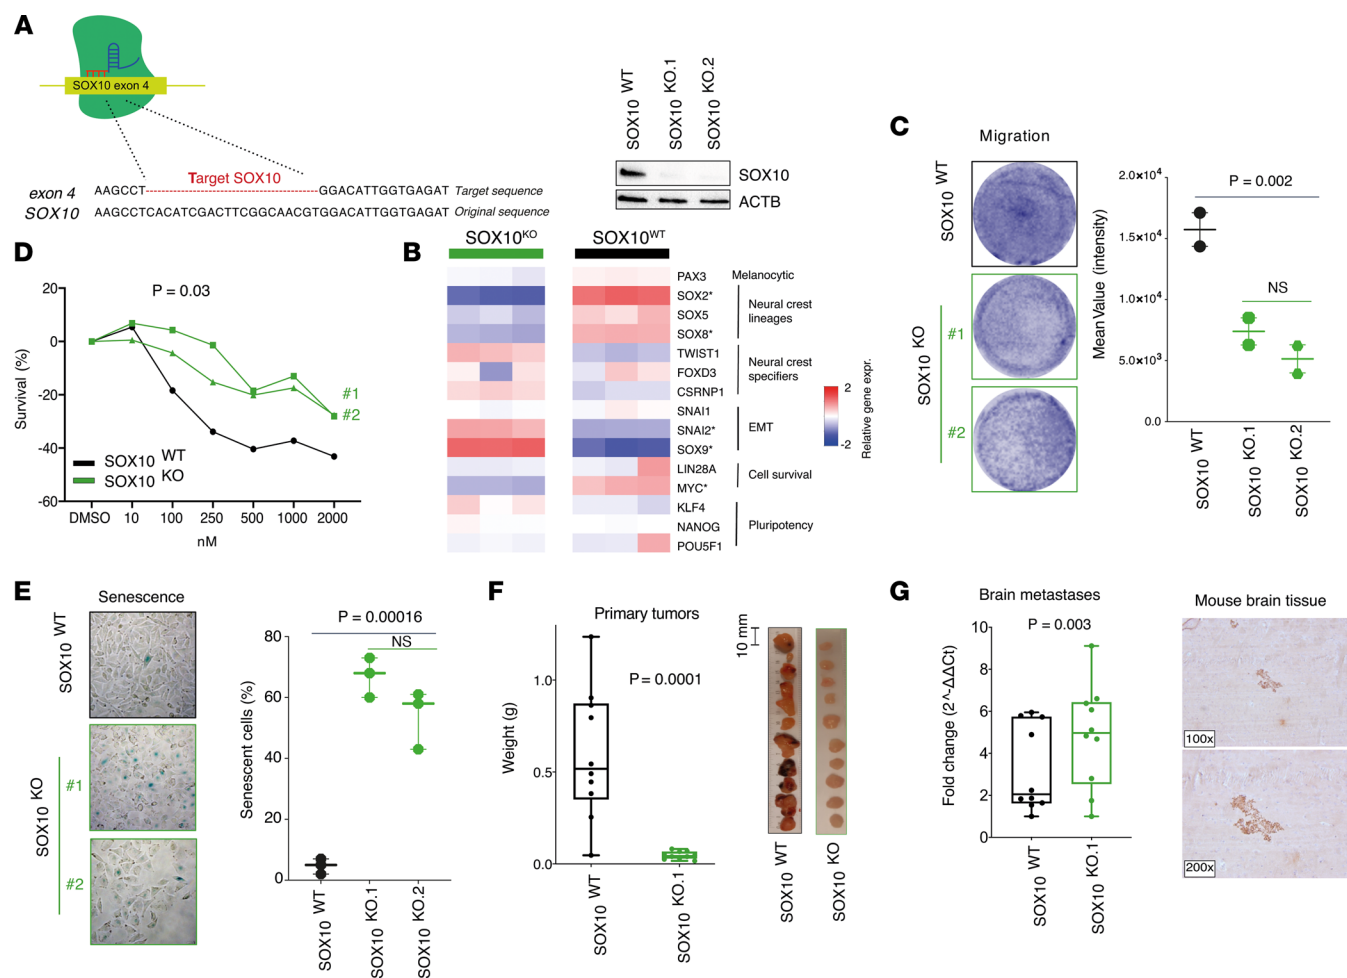 A
SOX10 exon 4
Target SOX10
exon 4 AAGCCT GGACATTGGTGAGAT Target sequence
SOX10 AAGCCTCACATCGACTTCGGCAACGTGGACATTGGTGAGAT Original sequence
SOX10 WT
SOX10 KO.1
SOX10 KO.2
SOX10
ACTB
D
P = 0.03
Survival (%)
20
0
-20
-40
-60
#1
#2
SOX10 WT
SOX10 KO
DMSO 10 100 250 500 1000 2000
nM
B
SOX10KO SOX10WT
PAX3 Melanocytic
SOX2*
SOX5
SOX8*
Neural crest
lineages
TWIST1
FOXD3
CSRNP1
Neural crest
specifiers
SNAI1
SNAI2*
SOX9*
EMT
LIN28A
MYC*
Cell survival
KLF4
NANOG
POU5F1
Pluripotency
2
-2
Relative gene expr.
C
Migration
SOX10 WT
SOX10 KO
#1
#2
Mean Value (intensity)
2.0×10⁴
1.5×10⁴
1.0×10⁴
5.0×10³
0.0
P = 0.002
NS
SOX10 WT
SOX10 KO.1
SOX10 KO.2
E
Senescence
SOX10 WT
SOX10 KO
#1
#2
P = 0.00016
NS
Senescent cells (%)
80
60
40
20
0
SOX10 WT
SOX10 KO.1
SOX10 KO.2
F
Primary tumors
P = 0.0001
Weight (g)
1.0
0.5
0.0
SOX10 WT
SOX10 KO.1
10 mm
SOX10 WT
SOX10 KO
G
Brain metastases
P = 0.003
Fold change (2^-ΔΔCt)
10
8
6
4
2
0
SOX10 WT
SOX10 KO.1
Mouse brain tissue
100x
200x